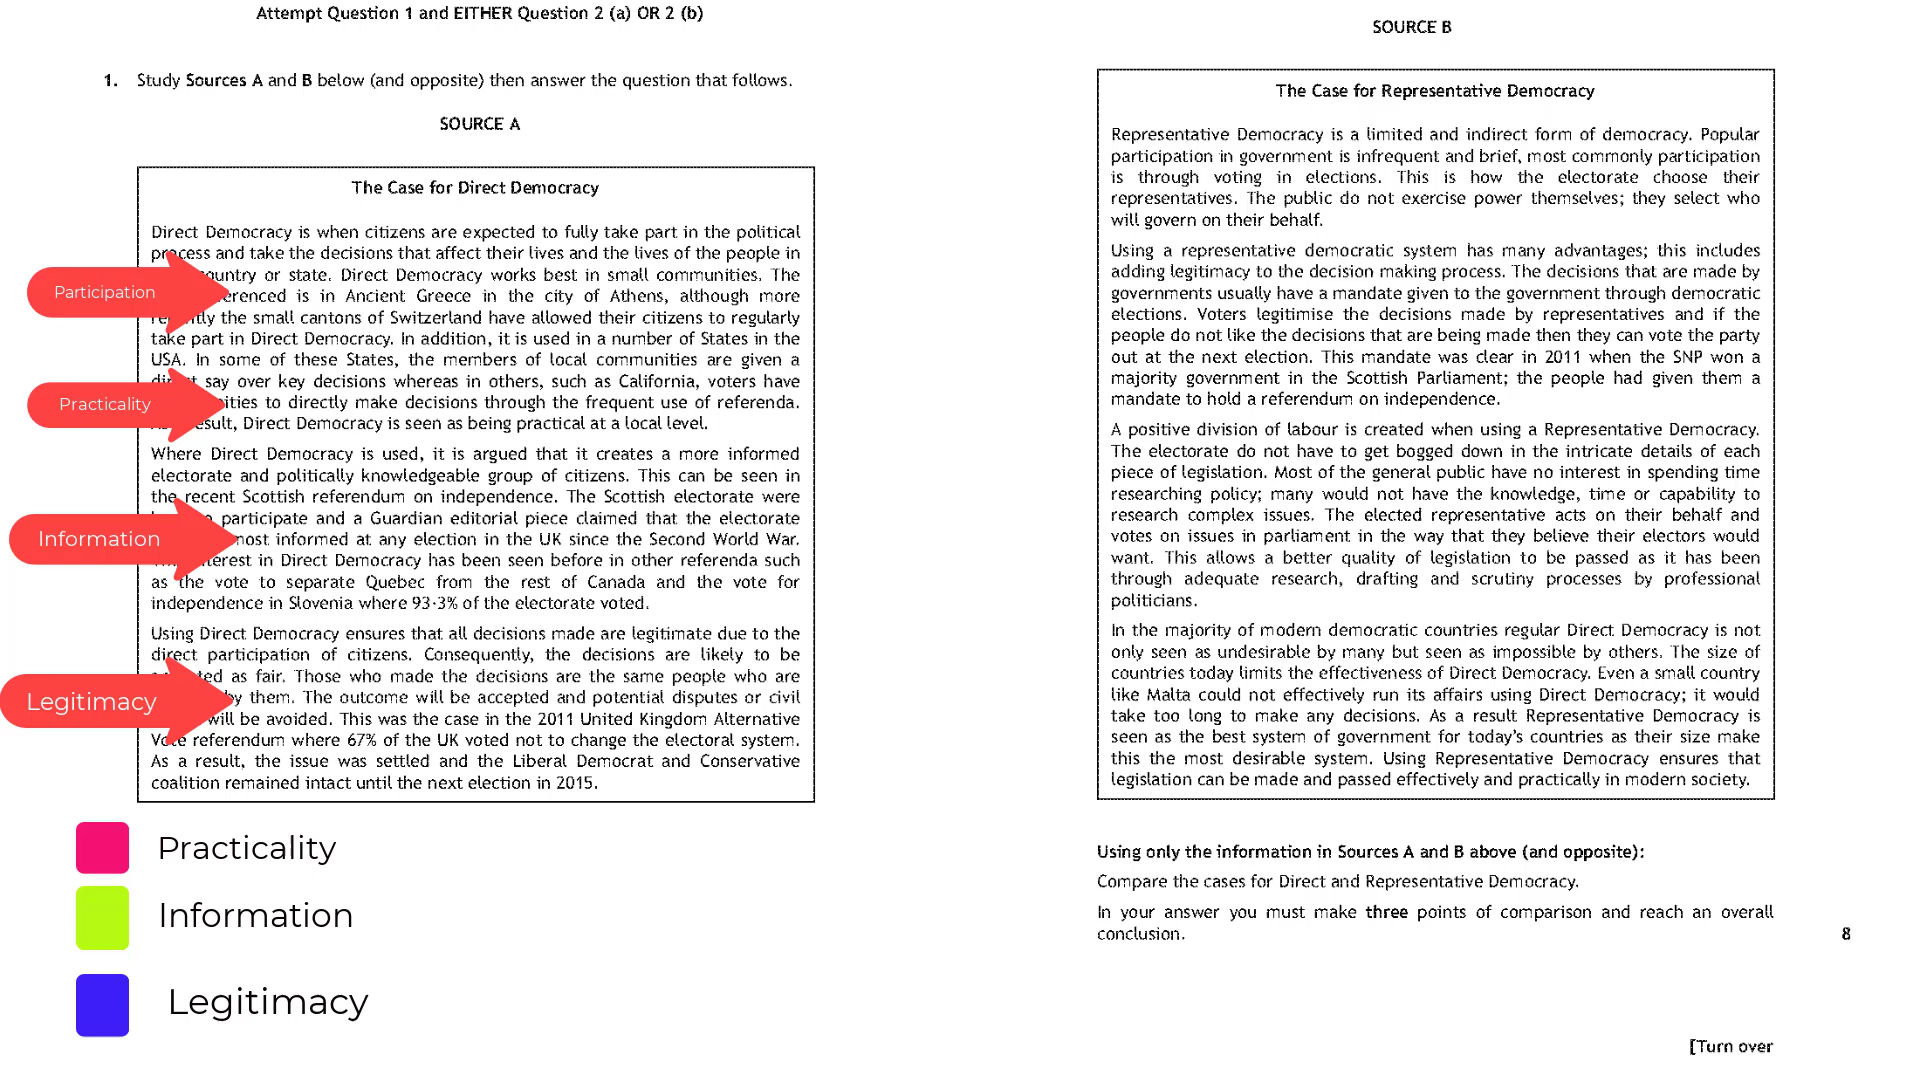 Attempt Question 1 and EITHER Question 2 (a) OR 2 (b)
1. Study Sources A and B below (and opposite) then answer the question that follows.
SOURCE A
The Case for Direct Democracy
Direct Democracy is when citizens are expected to fully take part in the political
process and take the decisions that affect their lives and the lives of the people in
country or state. Direct Democracy works best in small communities. The
is in Ancient Greece in the city of Athens, although more
the small cantons of Switzerland have allowed their citizens to regularly
take part in Direct Democracy. In addition, it is used in a number of States in the
USA. In some of these States, the members of local communities are given a
direct say over key decisions whereas in others, such as California, voters have
to directly make decisions through the frequent use of referenda.
result, Direct Democracy is seen as being practical at a local level.
Where Direct Democracy is used, it is argued that it creates a more informed
electorate and politically knowledgeable group of citizens. This can be seen in
the recent Scottish referendum on independence. The Scottish electorate were
participate and a Guardian editorial piece claimed that the electorate
most informed at any election in the UK since the Second World War.
interest in Direct Democracy has been seen before in other referenda such
as the vote to separate Quebec from the rest of Canada and the vote for
independence in Slovenia where 93·3% of the electorate voted.
Using Direct Democracy ensures that all decisions made are legitimate due to the
direct participation of citizens. Consequently, the decisions are likely to be
as fair. Those who made the decisions are the same people who are
by them. The outcome will be accepted and potential disputes or civil
will be avoided. This was the case in the 2011 United Kingdom Alternative
Vote referendum where 67% of the UK voted not to change the electoral system.
As a result, the issue was settled and the Liberal Democrat and Conservative
coalition remained intact until the next election in 2015.
Participation
Practicality
Information
Legitimacy
Practicality
Information
Legitimacy
SOURCE B
The Case for Representative Democracy
Representative Democracy is a limited and indirect form of democracy. Popular
participation in government is infrequent and brief, most commonly participation
is through voting in elections. This is how the electorate choose their
representatives. The public do not exercise power themselves; they select who
will govern on their behalf.
Using a representative democratic system has many advantages; this includes
adding legitimacy to the decision making process. The decisions that are made by
governments usually have a mandate given to the government through democratic
elections. Voters legitimise the decisions made by representatives and if the
people do not like the decisions that are being made then they can vote the party
out at the next election. This mandate was clear in 2011 when the SNP won a
majority government in the Scottish Parliament; the people had given them a
mandate to hold a referendum on independence.
A positive division of labour is created when using a Representative Democracy.
The electorate do not have to get bogged down in the intricate details of each
piece of legislation. Most of the general public have no interest in spending time
researching policy; many would not have the knowledge, time or capability to
research complex issues. The elected representative acts on their behalf and
votes on issues in parliament in the way that they believe their electors would
want. This allows a better quality of legislation to be passed as it has been
through adequate research, drafting and scrutiny processes by professional
politicians.
In the majority of modern democratic countries regular Direct Democracy is not
only seen as undesirable by many but seen as impossible by others. The size of
countries today limits the effectiveness of Direct Democracy. Even a small country
like Malta could not effectively run its affairs using Direct Democracy; it would
take too long to make any decisions. As a result Representative Democracy is
seen as the best system of government for today's countries as their size make
this the most desirable system. Using Representative Democracy ensures that
legislation can be made and passed effectively and practically in modern society.
Using only the information in Sources A and B above (and opposite):
Compare the cases for Direct and Representative Democracy.
In your answer you must make three points of comparison and reach an overall
conclusion. 8
[Turn over